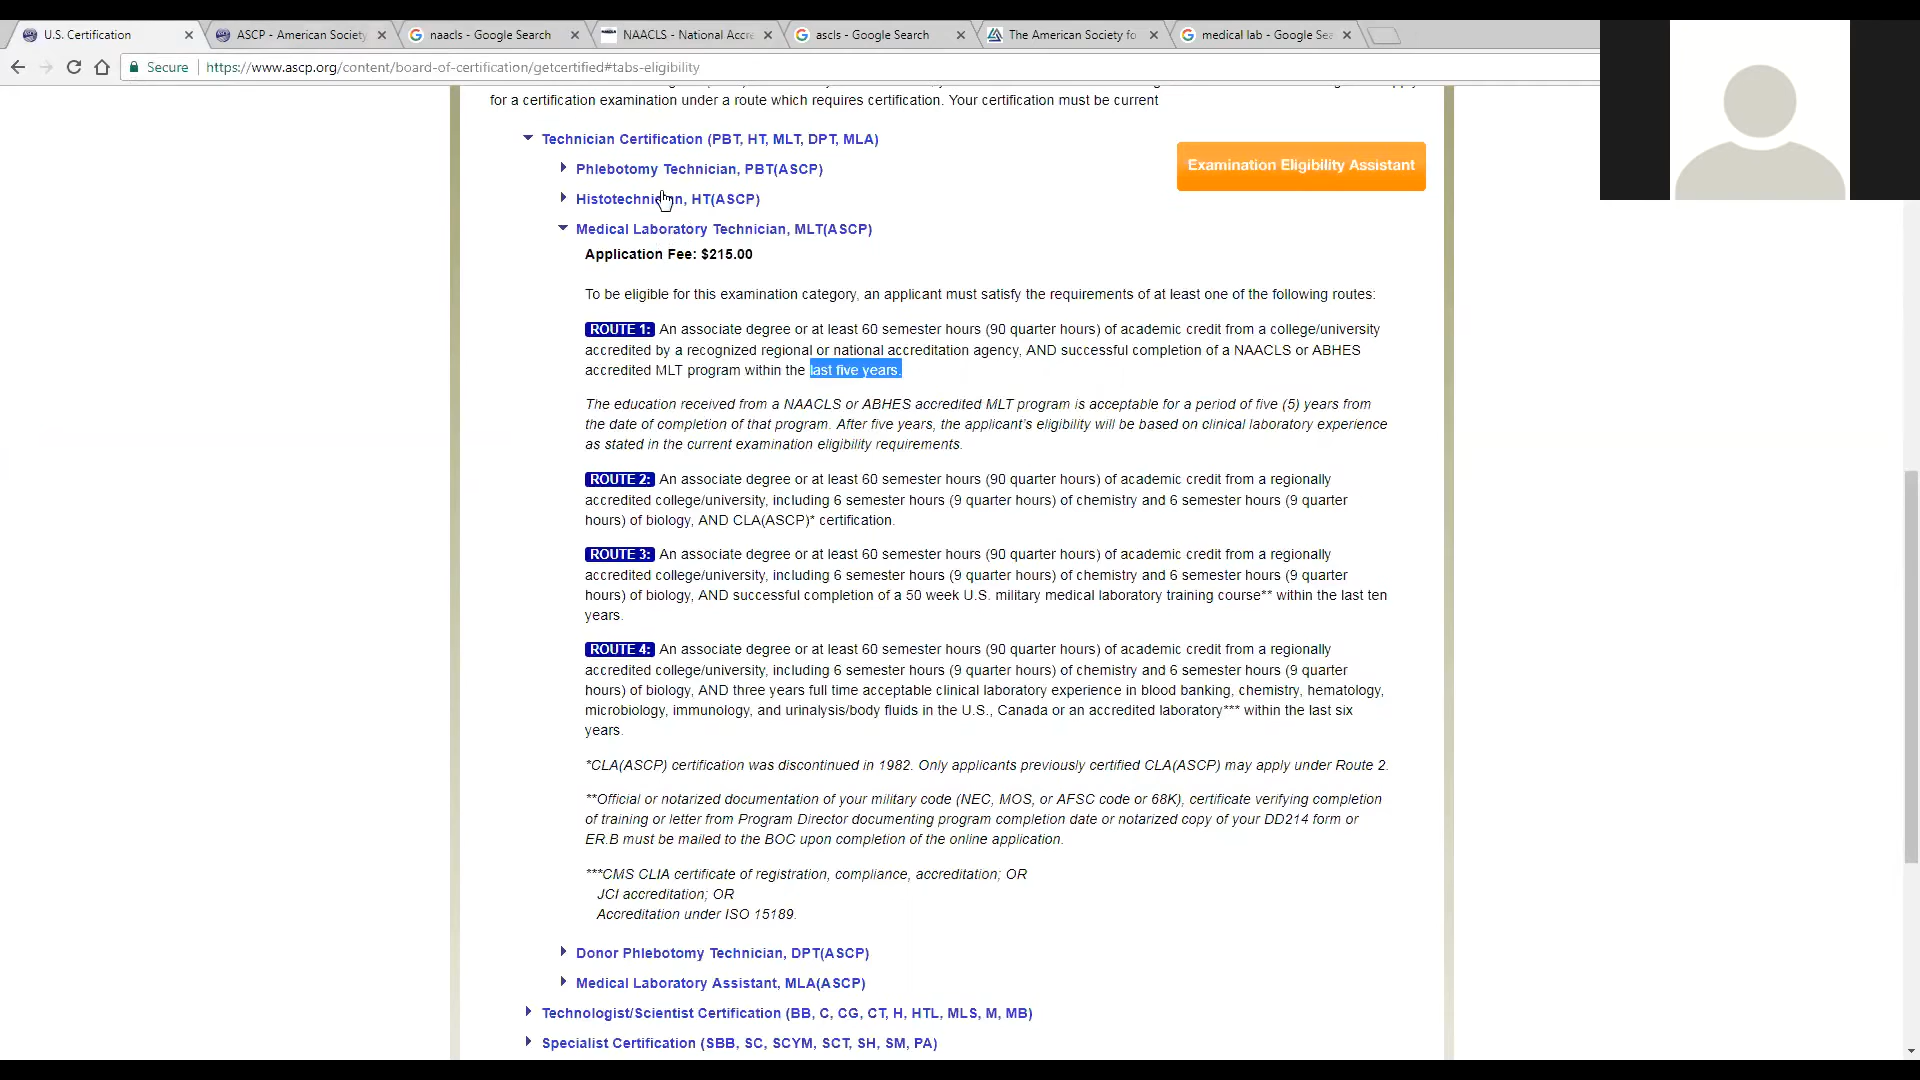 U.S. Certification
ASCP - American Society
naacls - Google Search
NAACLS - National Accre
ascls - Google Search
The American Society fo
medical lab - Google Sea
Secure
https://www.ascp.org/content/board-of-certification/getcertified#tabs-eligibility
for a certification examination under a route which requires certification. Your certification must be current
Technician Certification (PBT, HT, MLT, DPT, MLA)
Examination Eligibility Assistant
Phlebotomy Technician, PBT(ASCP)
Histotechnician, HT(ASCP)
Medical Laboratory Technician, MLT(ASCP)
Application Fee: $215.00
To be eligible for this examination category, an applicant must satisfy the requirements of at least one of the following routes:
ROUTE 1: An associate degree or at least 60 semester hours (90 quarter hours) of academic credit from a college/university
accredited by a recognized regional or national accreditation agency, AND successful completion of a NAACLS or ABHES
accredited MLT program within the last five years.
The education received from a NAACLS or ABHES accredited MLT program is acceptable for a period of five (5) years from
the date of completion of that program. After five years, the applicant's eligibility will be based on clinical laboratory experience
as stated in the current examination eligibility requirements.
ROUTE 2: An associate degree or at least 60 semester hours (90 quarter hours) of academic credit from a regionally
accredited college/university, including 6 semester hours (9 quarter hours) of chemistry and 6 semester hours (9 quarter
hours) of biology, AND CLA(ASCP)* certification.
ROUTE 3: An associate degree or at least 60 semester hours (90 quarter hours) of academic credit from a regionally
accredited college/university, including 6 semester hours (9 quarter hours) of chemistry and 6 semester hours (9 quarter
hours) of biology, AND successful completion of a 50 week U.S. military medical laboratory training course** within the last ten
years.
ROUTE 4: An associate degree or at least 60 semester hours (90 quarter hours) of academic credit from a regionally
accredited college/university, including 6 semester hours (9 quarter hours) of chemistry and 6 semester hours (9 quarter
hours) of biology, AND three years full time acceptable clinical laboratory experience in blood banking, chemistry, hematology,
microbiology, immunology, and urinalysis/body fluids in the U.S., Canada or an accredited laboratory*** within the last six
years.
*CLA(ASCP) certification was discontinued in 1982. Only applicants previously certified CLA(ASCP) may apply under Route 2.
**Official or notarized documentation of your military code (NEC, MOS, or AFSC code or 68K), certificate verifying completion
of training or letter from Program Director documenting program completion date or notarized copy of your DD214 form or
ER.B must be mailed to the BOC upon completion of the online application.
***CMS CLIA certificate of registration, compliance, accreditation; OR
JCI accreditation; OR
Accreditation under ISO 15189.
Donor Phlebotomy Technician, DPT(ASCP)
Medical Laboratory Assistant, MLA(ASCP)
Technologist/Scientist Certification (BB, C, CG, CT, H, HTL, MLS, M, MB)
Specialist Certification (SBB, SC, SCYM, SCT, SH, SM, PA)